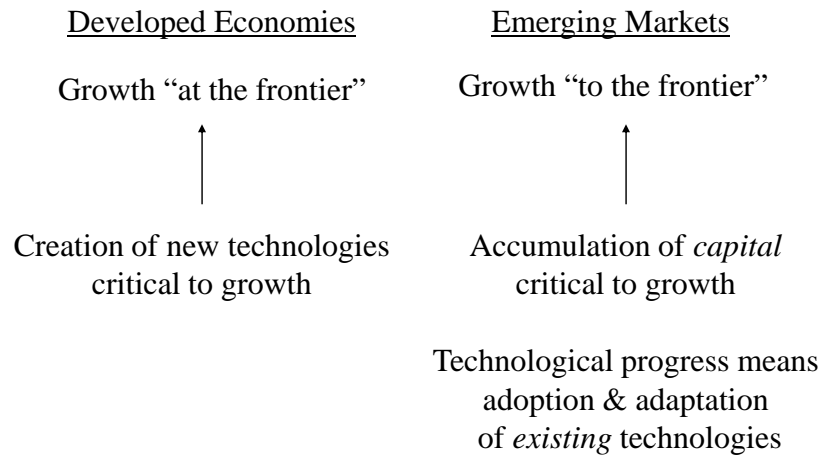 Developed Economies
Growth “at the frontier”
Creation of new technologies
critical to growth
Emerging Markets
Growth “to the frontier”
Accumulation of capital
critical to growth
Technological progress means
adoption & adaptation
of existing technologies